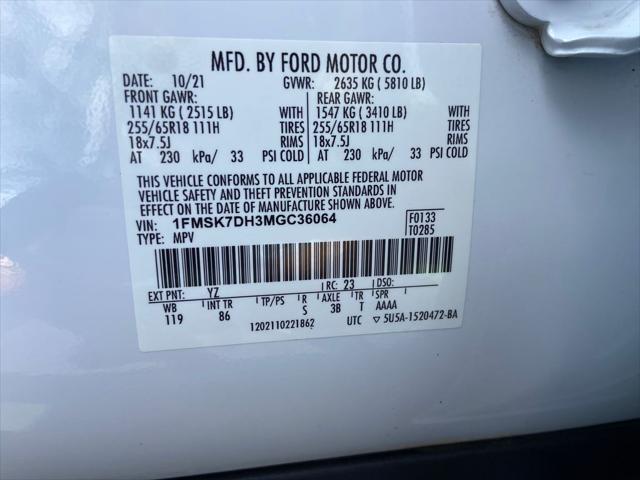 MFD. BY FORD MOTOR CO.
DATE: 10/21 GVWR: 2635 KG ( 5810 LB)
FRONT GAWR: REAR GAWR:
1141 KG ( 2515 LB) WITH 1547 KG ( 3410 LB) WITH
255/65R18 111H TIRES 255/65R18 111H TIRES
18x7.5J RIMS 18x7.5J RIMS
AT 230 kPa/ 33 PSI COLD AT 230 kPa/ 33 PSI COLD
THIS VEHICLE CONFORMS TO ALL APPLICABLE FEDERAL MOTOR
VEHICLE SAFETY AND THEFT PREVENTION STANDARDS IN
EFFECT ON THE DATE OF MANUFACTURE SHOWN ABOVE.
VIN: 1FMSK7DH3MGC36064 F0133
TYPE: MPV T0285
EXT PNT: YZ RC: 23 DSO:
WB INT TR TP/PS R AXLE TR SPR
119 86 S 3B T AAAA
1202110221862 UTC ▽ 5U5A-1520472-BA